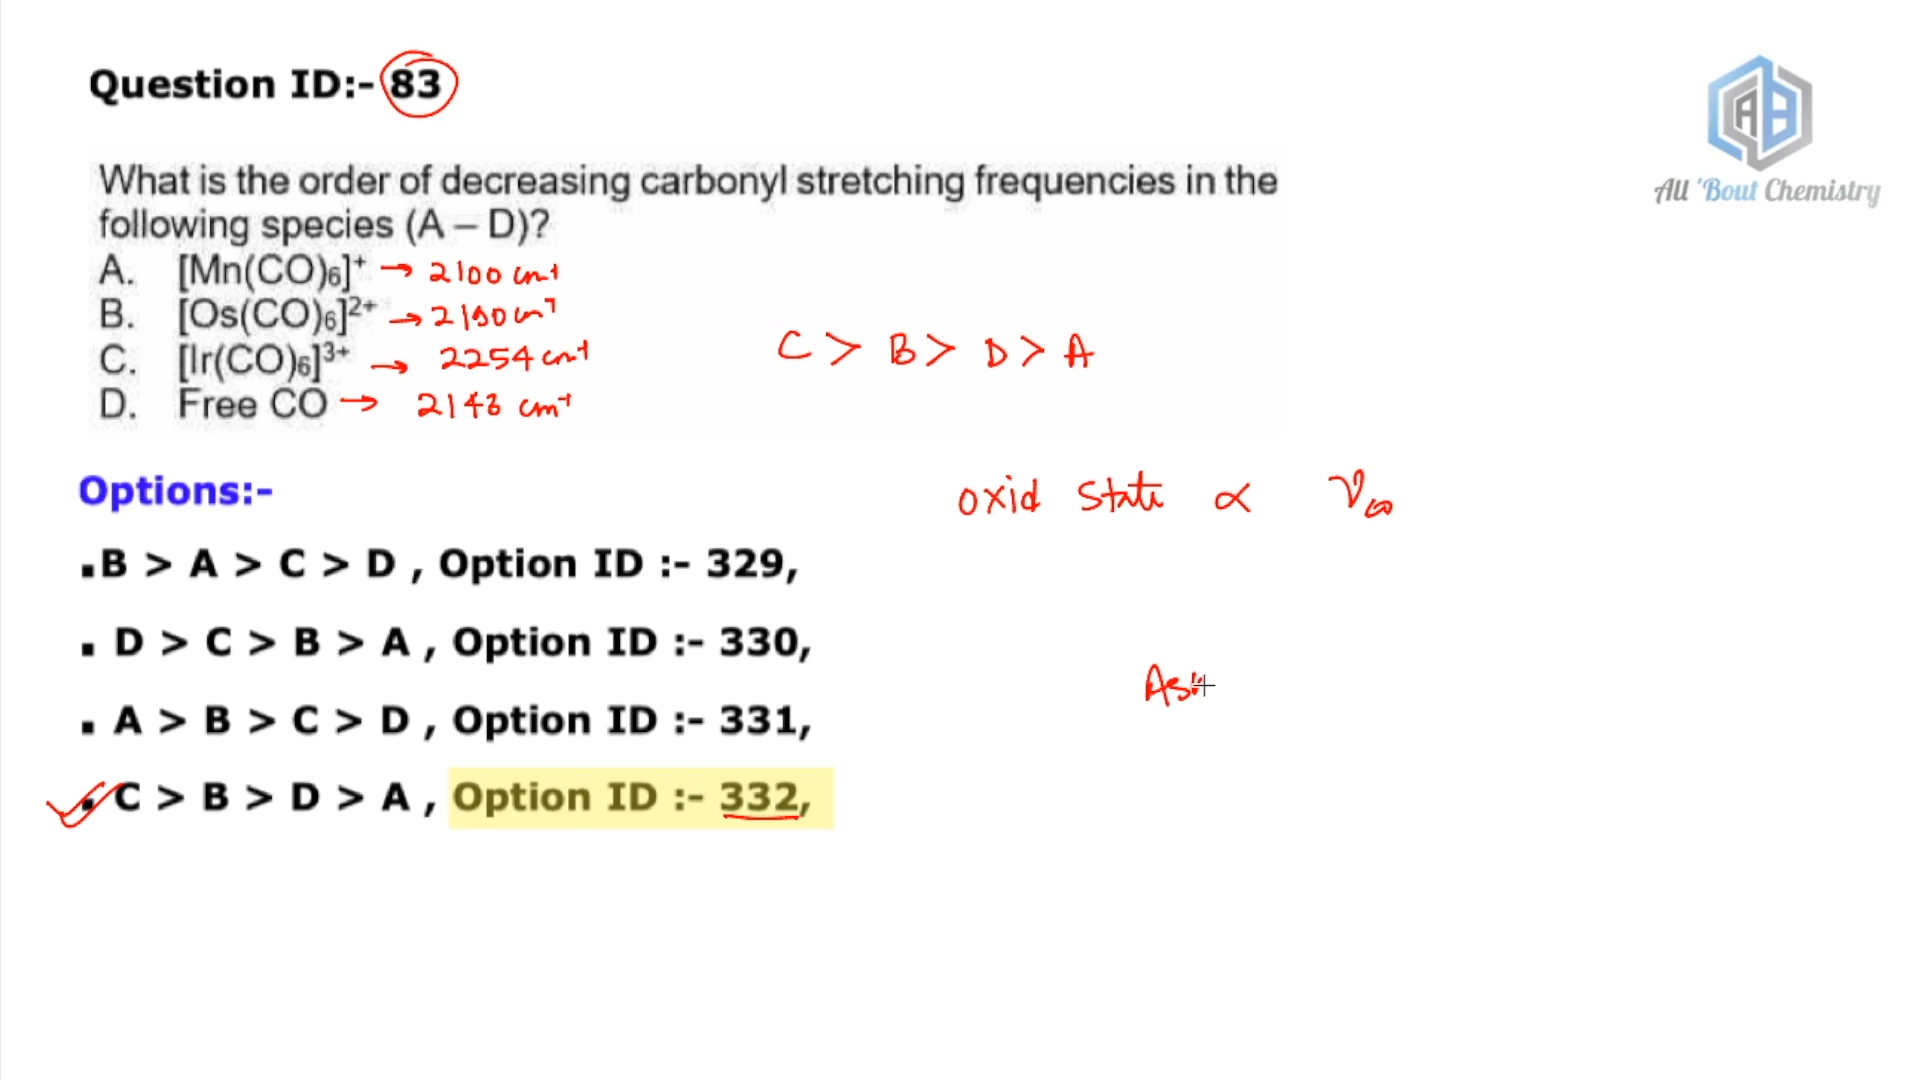 Question ID:- 83
All 'Bout Chemistry
What is the order of decreasing carbonyl stretching frequencies in the
following species (A – D)?
A. [Mn(CO)₆]⁺ → 2100 cm⁻¹
B. [Os(CO)₆]²⁺ → 2190 cm⁻¹
C. [Ir(CO)₆]³⁺ → 2254 cm⁻¹
D. Free CO → 2143 cm⁻¹
C > B > D > A
Options:-
oxid state ∝ ν_CO
▪B > A > C > D , Option ID :- 329,
▪ D > C > B > A , Option ID :- 330,
▪ A > B > C > D , Option ID :- 331,
▪ C > B > D > A , Option ID :- 332,